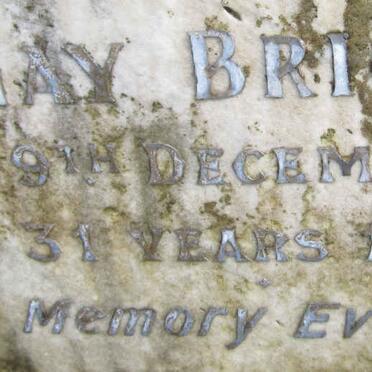 AY BRI
9TH DECEM
31 YEARS
Memory Ev